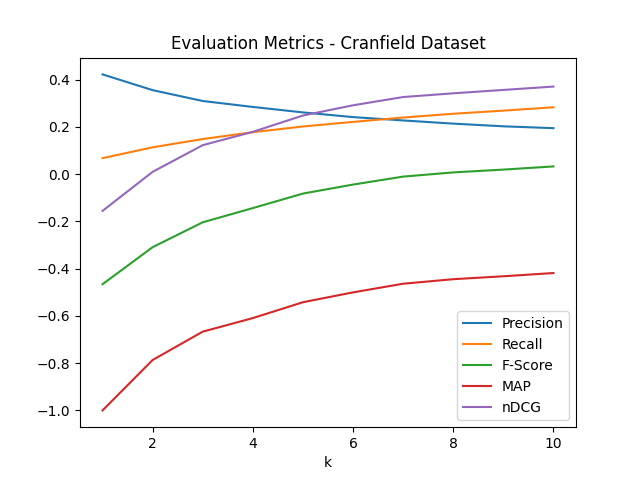 Evaluation Metrics - Cranfield Dataset
0.4
0.2
0.0
−0.2
−0.4
−0.6
−0.8
−1.0
2
4
6
8
10
k
Precision
Recall
F-Score
MAP
nDCG